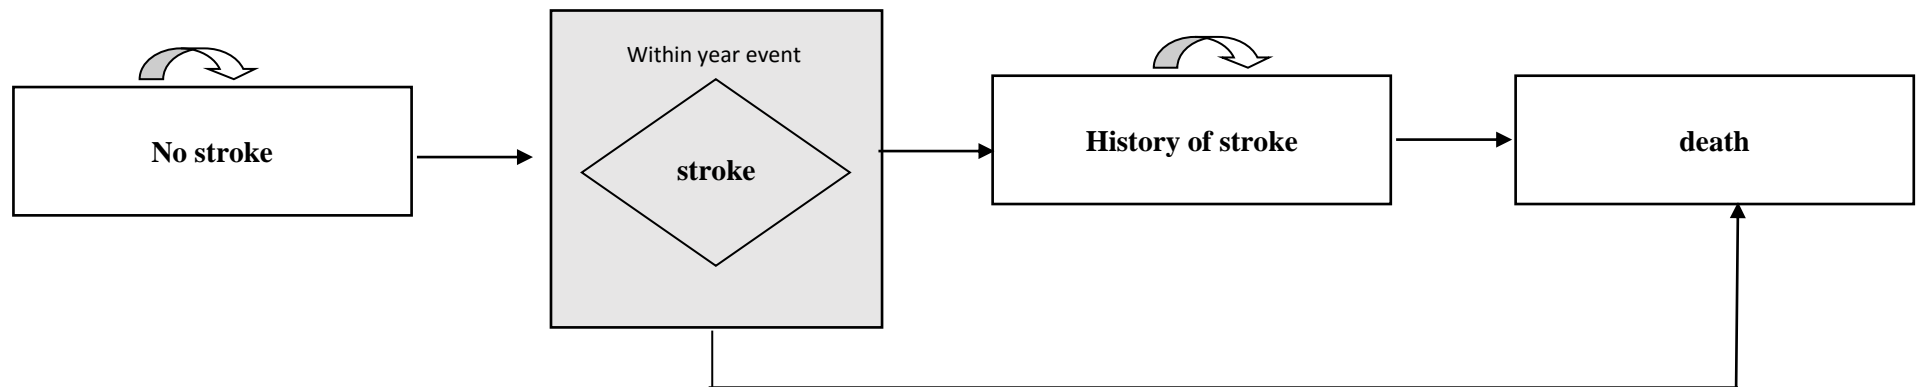 Within year event
No stroke
stroke
History of stroke
death